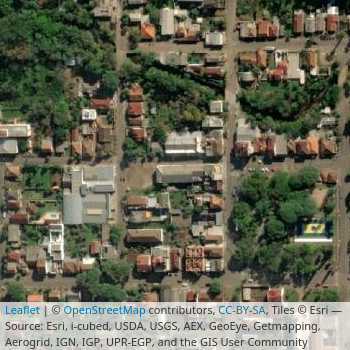 Leaflet | © OpenStreetMap contributors, CC-BY-SA, Tiles © Esri —
Source: Esri, i-cubed, USDA, USGS, AEX, GeoEye, Getmapping,
Aerogrid, IGN, IGP, UPR-EGP, and the GIS User Community